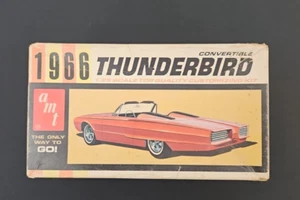 1966
CONVERTIBLE
THUNDERBIRD
amt
THE ONLY
WAY TO
GO!